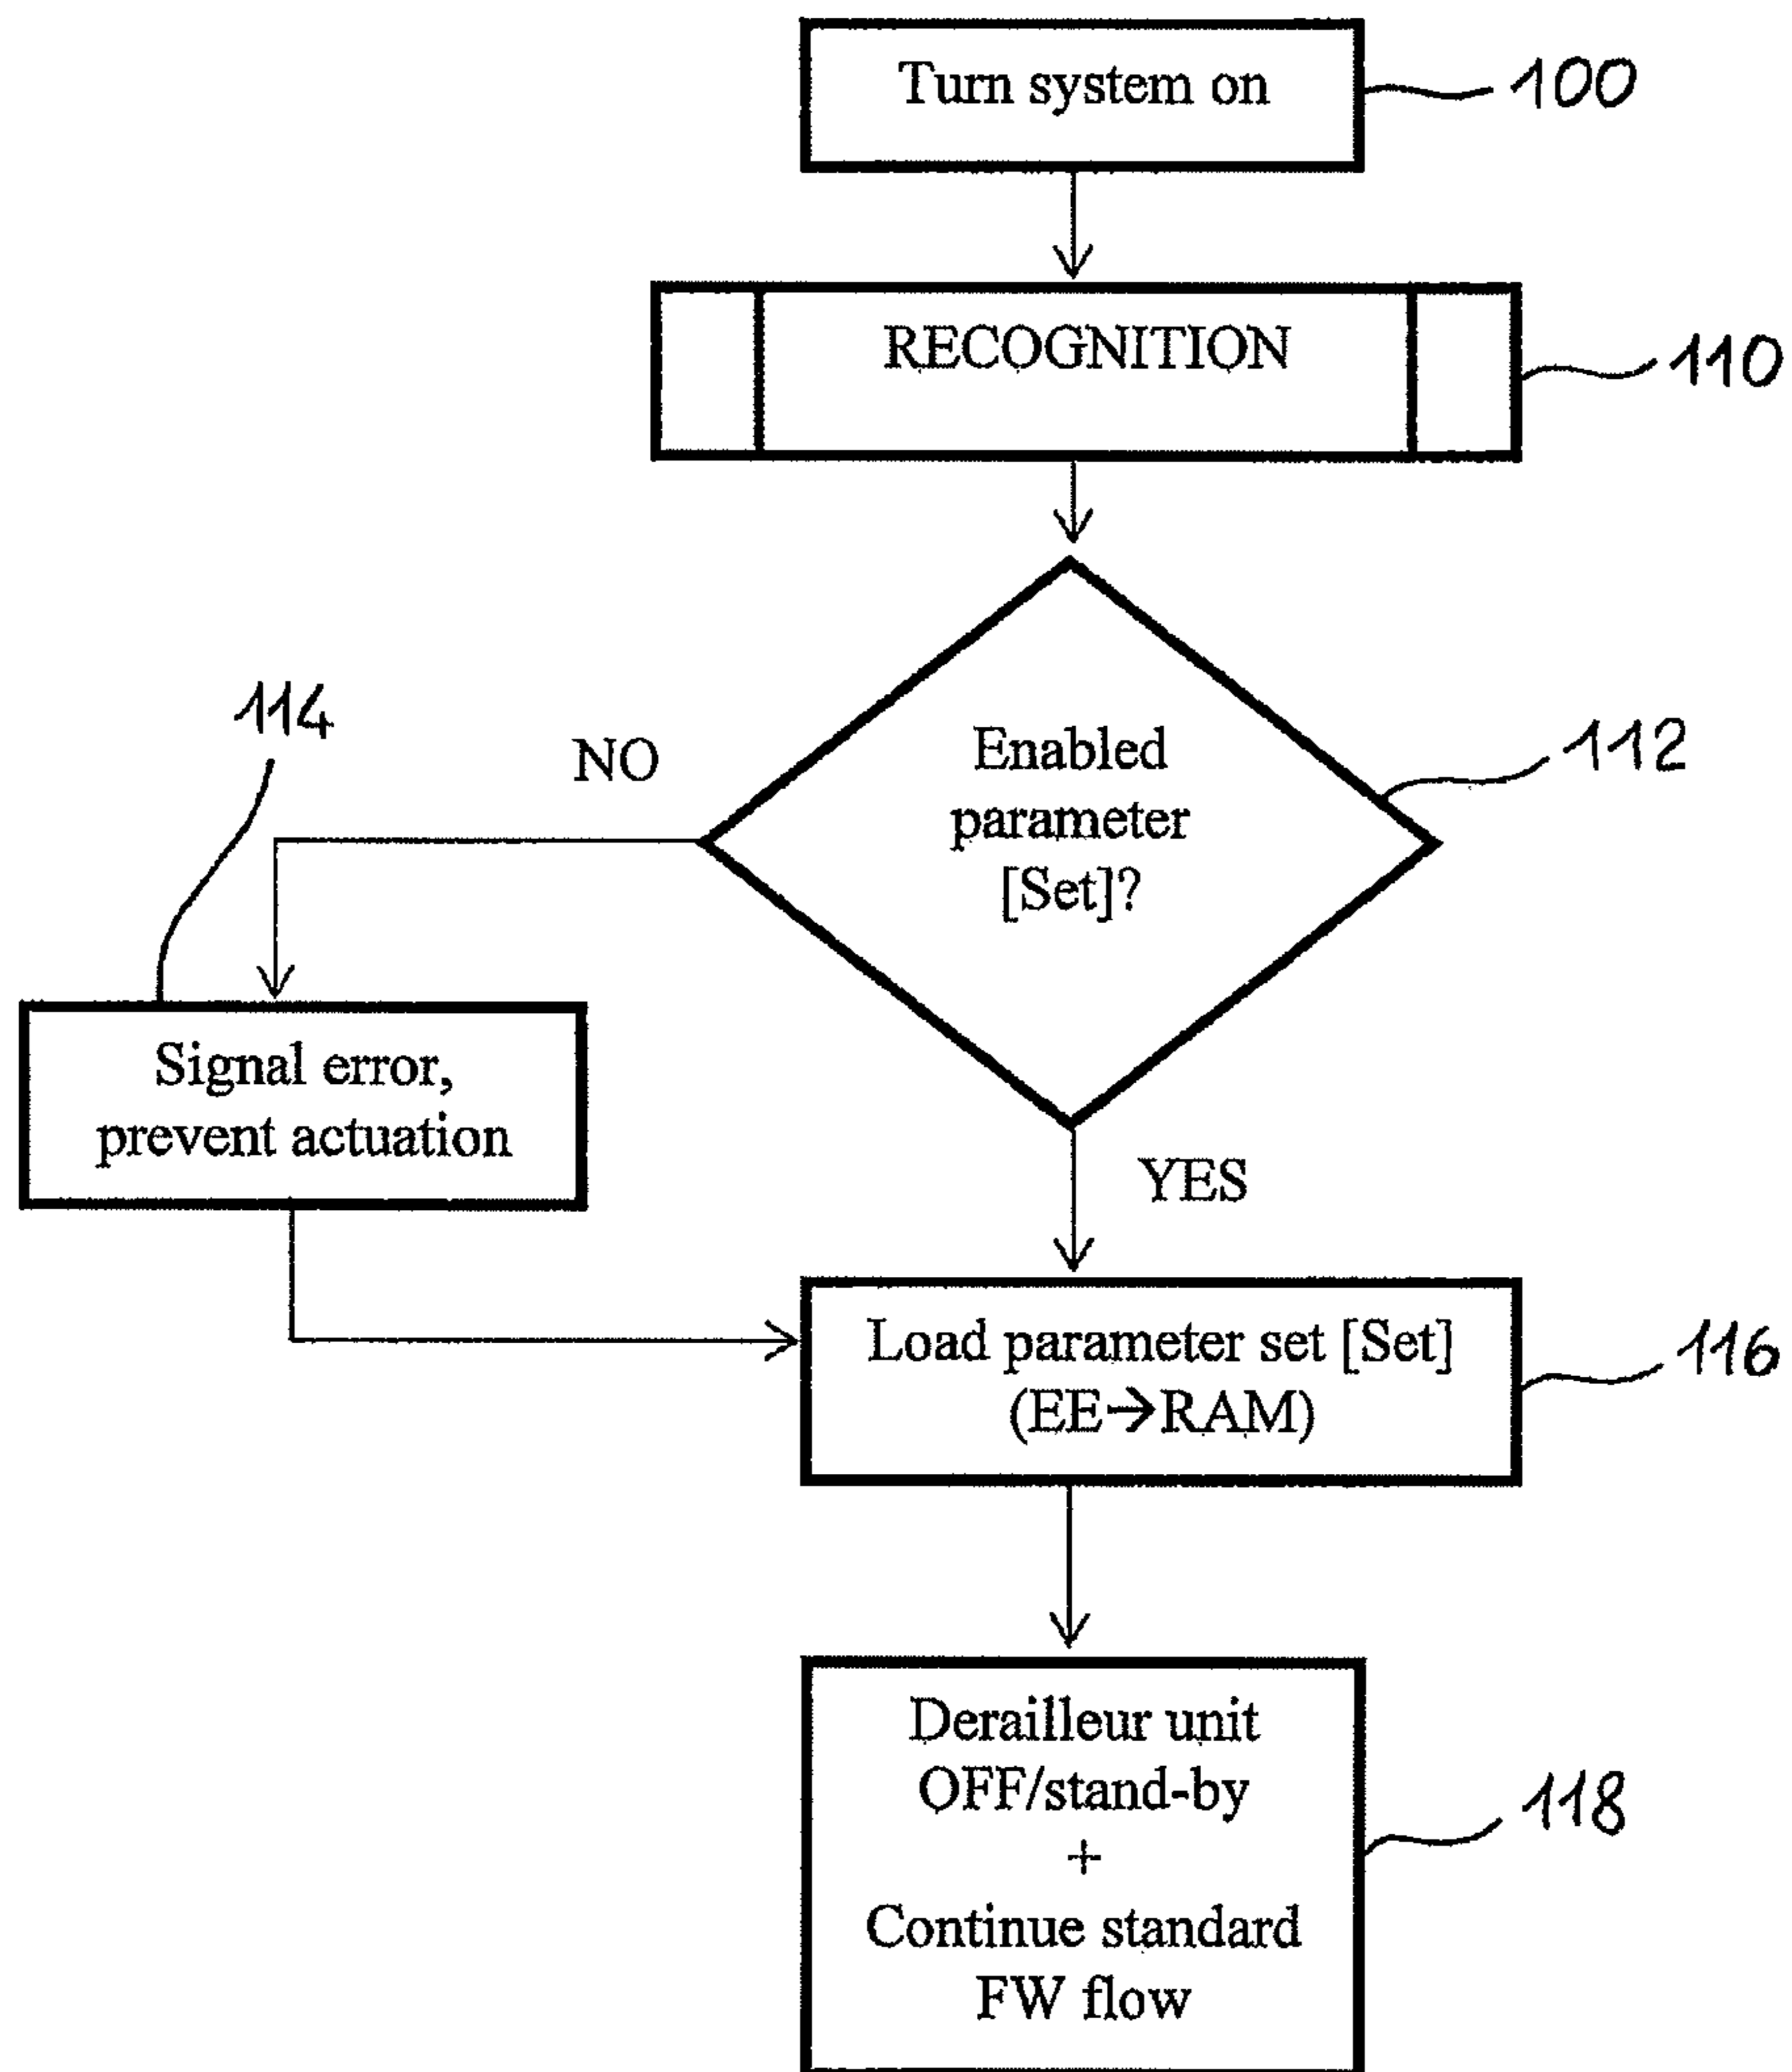 Turn system on
100
RECOGNITION
110
114
NO
Enabled
parameter
[Set]?
112
Signal error,
prevent actuation
YES
Load parameter set [Set]
(EE→RAM)
116
Derailleur unit
OFF/stand-by
+
Continue standard
FW flow
118